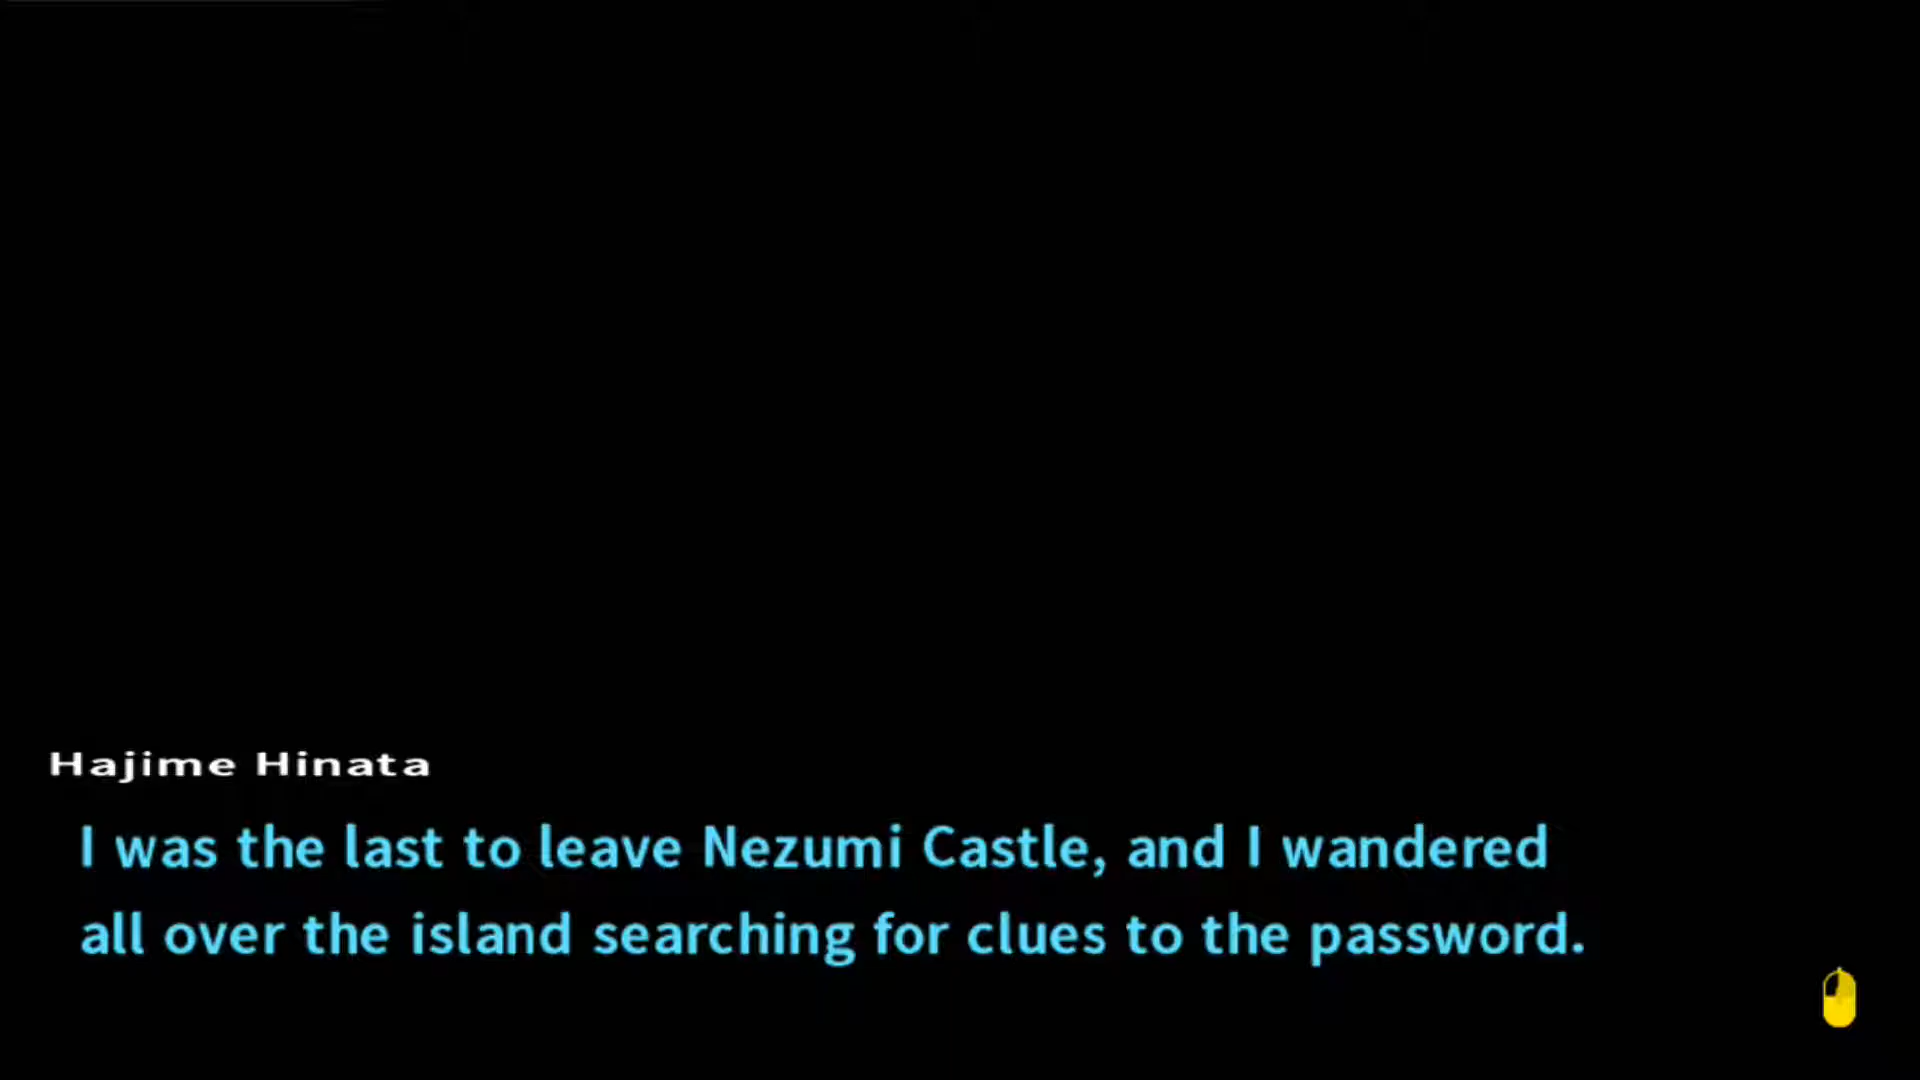 Hajime Hinata
I was the last to leave Nezumi Castle, and I wandered
all over the island searching for clues to the password.